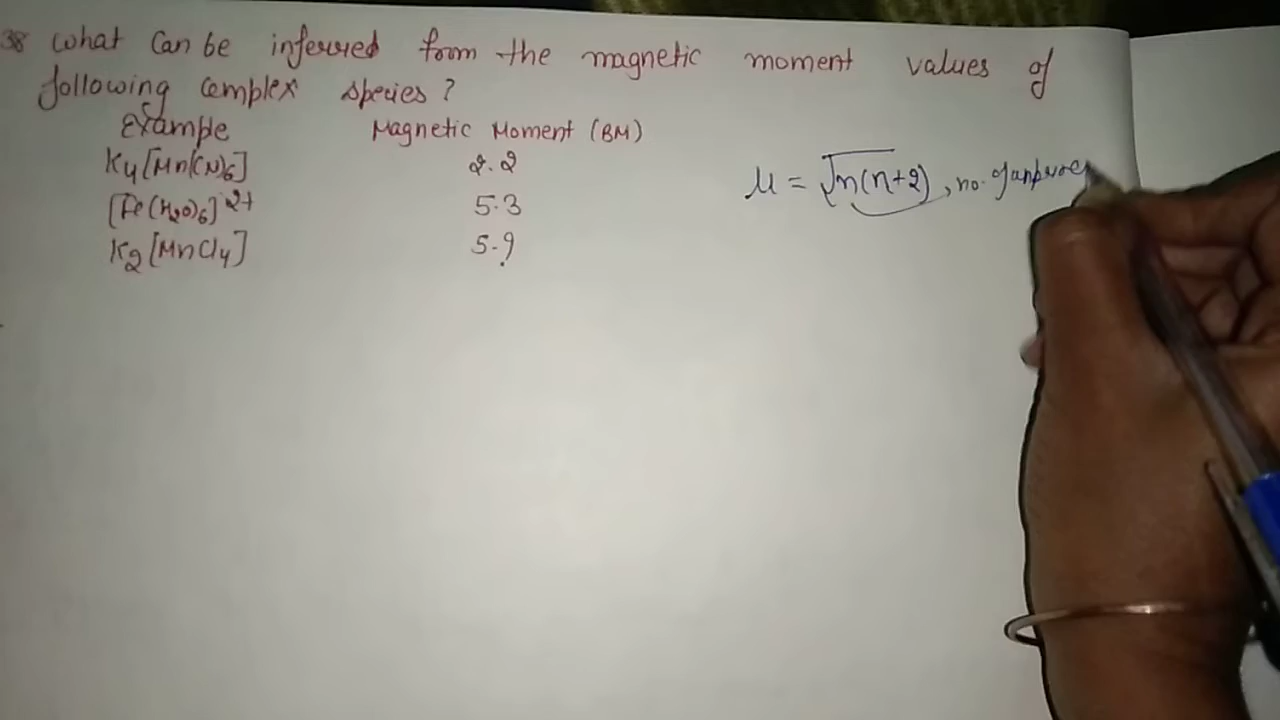 38 What Can be inferred from the magnetic moment values of
following complex species?
Example Magnetic Moment (BM)
K4[Mn(CN)6] 2.2
[Fe(H2O)6]2+ 5.3
K2[MnCl4] 5.9
μ = √n(n+2), no. of